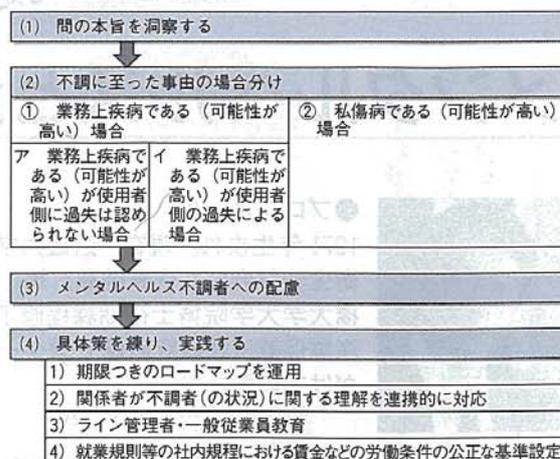 (1) 問の本旨を洞察する
(2) 不調に至った事由の場合分け
① 業務上疾病である（可能性が
高い）場合
② 私傷病である（可能性が高い）
場合
ア 業務上疾病で
ある（可能性が
高い）が使用者
側に過失は認め
られない場合
イ 業務上疾病で
ある（可能性が
高い）が使用者
側の過失による
場合
(3) メンタルヘルス不調者への配慮
(4) 具体策を練り、実践する
1) 期限つきのロードマップを運用
2) 関係者が不調者(の状況)に関する理解を連携的に対応
3) ライン管理者・一般従業員教育
4) 就業規則等の社内規程における賃金などの労働条件の公正な基準設定